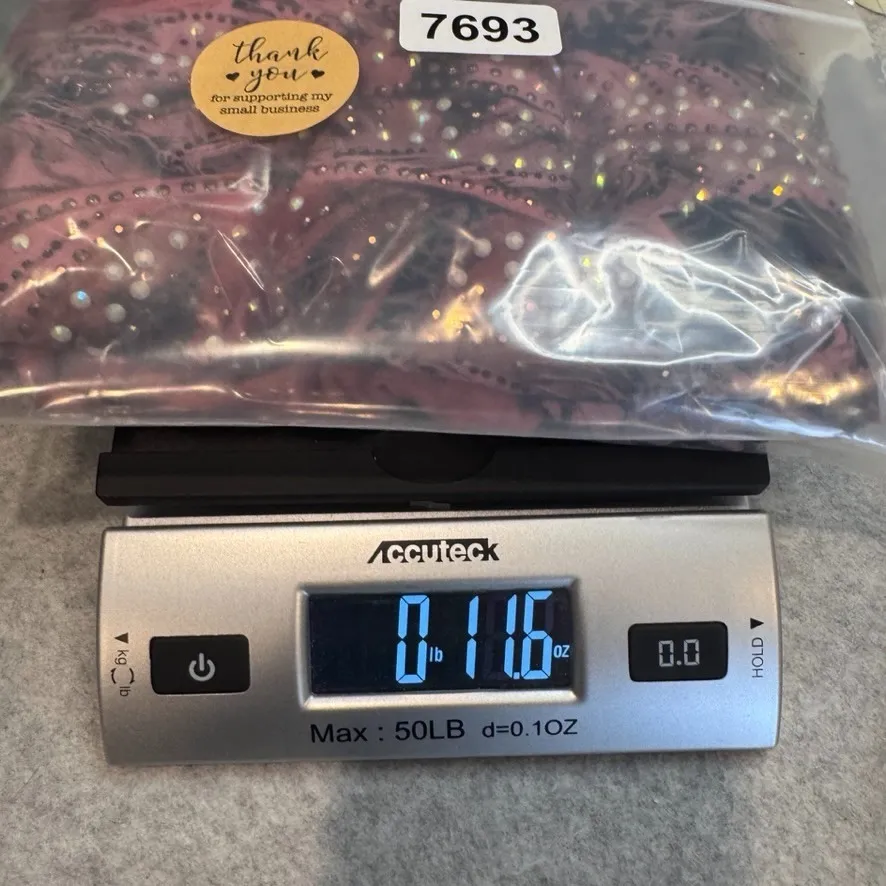 7693
thank
you
for supporting my
small business
Accuteck
0 lb 11.6 oz
kg lb
0.0
HOLD
Max : 50LB d=0.1OZ